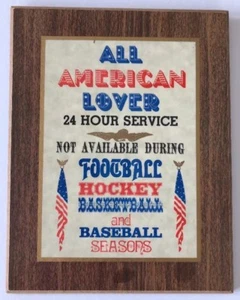 ALL
AMERICAN
LOVER
24 HOUR SERVICE
NOT AVAILABLE DURING
FOOTBALL
HOCKEY
BASKETBALL
and
BASEBALL
SEASONS